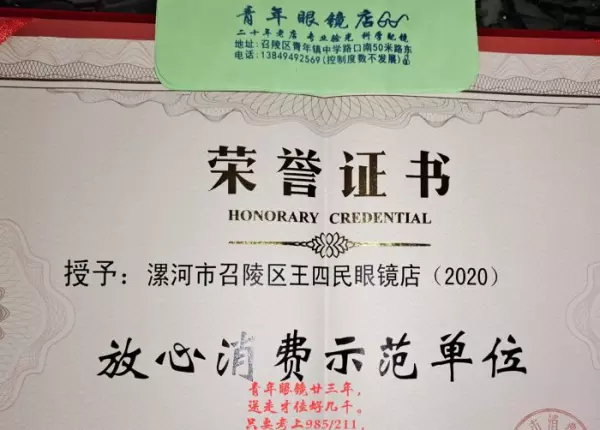 青年眼镜店
二十年老店 专业验光 科学配镜
地址:召陵区青年镇中学路口南50米路东
电话:13849492569(控制度数不发展)
荣誉证书
HONORARY CREDENTIAL
授予:漯河市召陵区王四民眼镜店(2020)
放心消费示范单位
青年眼镜廿三年,
送走才佳好几千。
只要考上985/211,